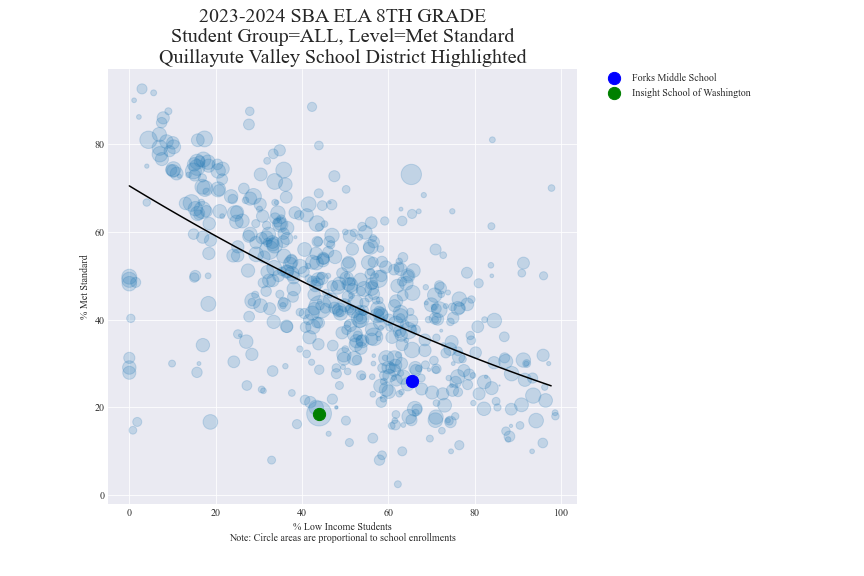 2023-2024 SBA ELA 8TH GRADE
Student Group=ALL, Level=Met Standard
Quillayute Valley School District Highlighted
Forks Middle School
Insight School of Washington
% Met Standard
80
60
40
20
0
0 20 40 60 80 100
% Low Income Students
Note: Circle areas are proportional to school enrollments